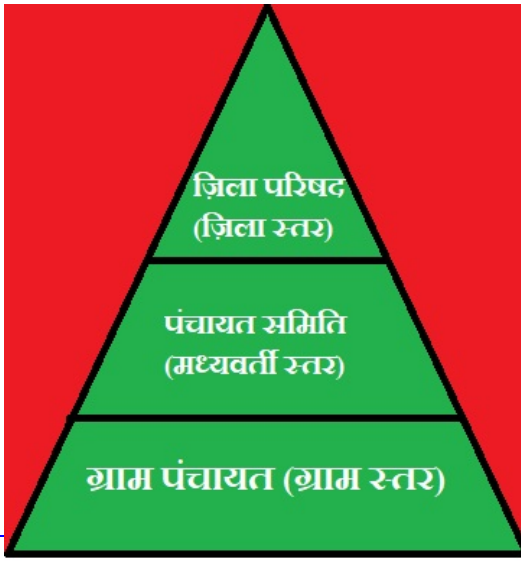 ज़िला परिषद
(ज़िला स्तर)
पंचायत समिति
(मध्यवर्ती स्तर)
ग्राम पंचायत (ग्राम स्तर)